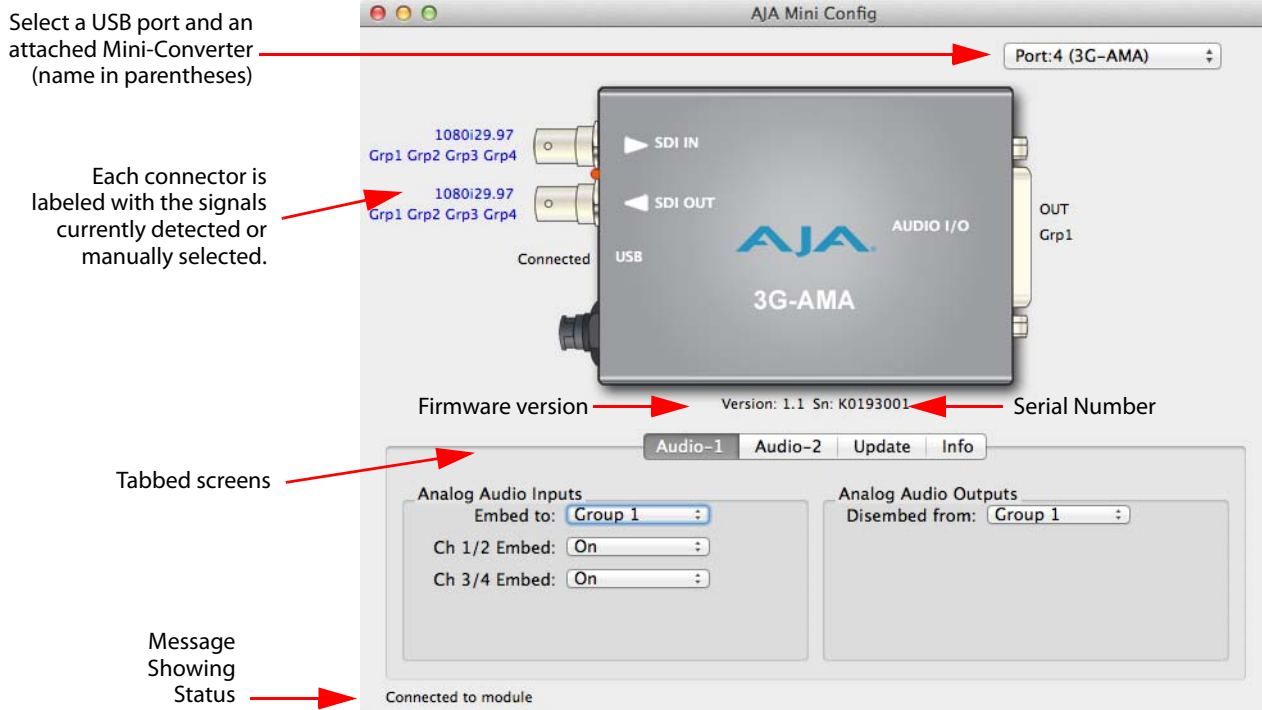 AJA Mini Config
Select a USB port and an
attached Mini-Converter
(name in parentheses)
Port:4 (3G-AMA)
1080i29.97
Grp1 Grp2 Grp3 Grp4
SDI IN
Each connector is
labeled with the signals
currently detected or
manually selected.
1080i29.97
Grp1 Grp2 Grp3 Grp4
SDI OUT
Connected
USB
AJA
AUDIO I/O
OUT
Grp1
3G-AMA
Firmware version
Version: 1.1 Sn: K0193001
Serial Number
Tabbed screens
Audio-1 Audio-2 Update Info
Analog Audio Inputs
Embed to: Group 1
Ch 1/2 Embed: On
Ch 3/4 Embed: On
Analog Audio Outputs
Disembed from: Group 1
Message
Showing
Status
Connected to module